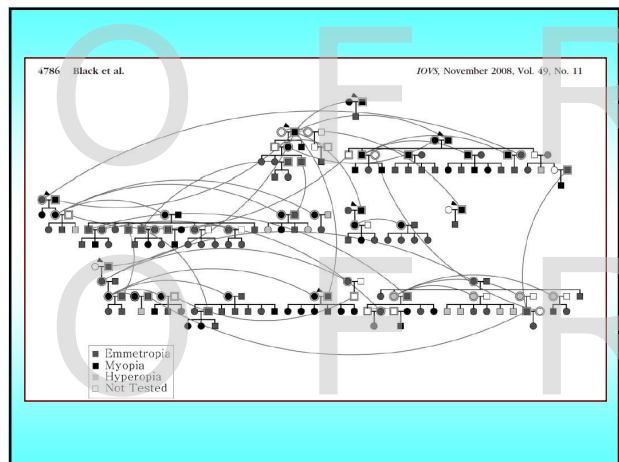 4786 Black et al.
IOVS, November 2008, Vol. 49, No. 11
Emmetropia
Myopia
Hyperopia
Not Tested
O F R
O F R